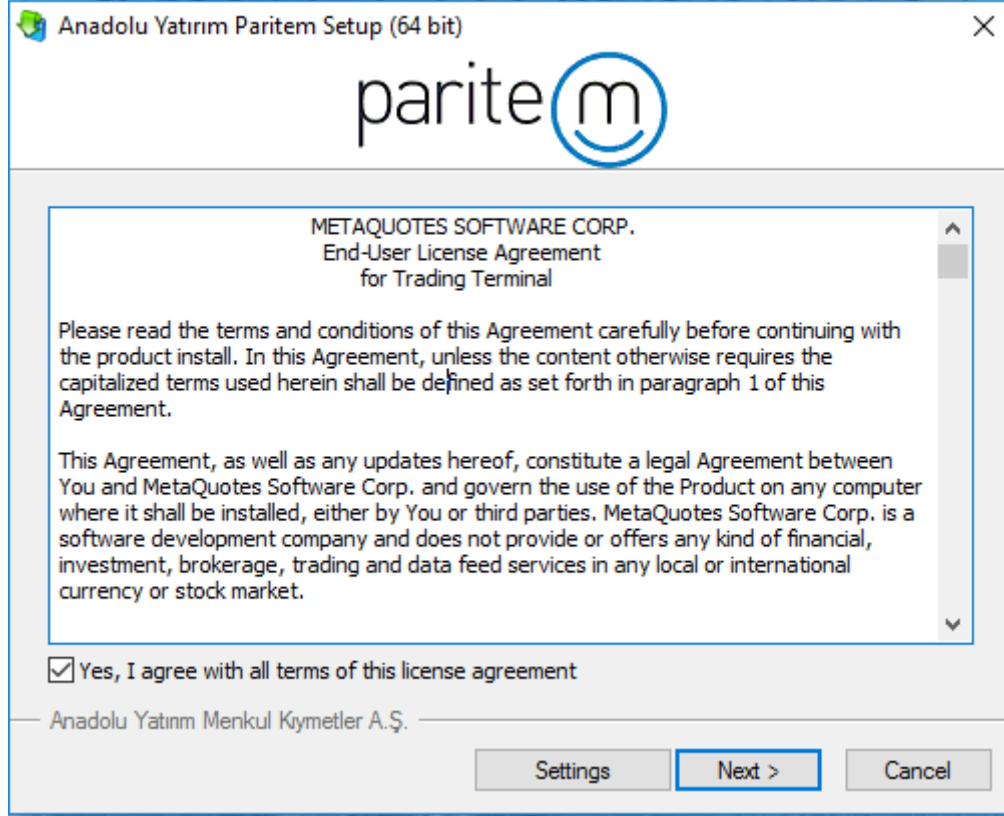 Anadolu Yatırım Paritem Setup (64 bit)
paritem
METAQUOTES SOFTWARE CORP.
End-User License Agreement
for Trading Terminal
Please read the terms and conditions of this Agreement carefully before continuing with
the product install. In this Agreement, unless the content otherwise requires the
capitalized terms used herein shall be defined as set forth in paragraph 1 of this
Agreement.
This Agreement, as well as any updates hereof, constitute a legal Agreement between
You and MetaQuotes Software Corp. and govern the use of the Product on any computer
where it shall be installed, either by You or third parties. MetaQuotes Software Corp. is a
software development company and does not provide or offers any kind of financial,
investment, brokerage, trading and data feed services in any local or international
currency or stock market.
Yes, I agree with all terms of this license agreement
Anadolu Yatırım Menkul Kıymetler A.Ş.
Settings
Next >
Cancel